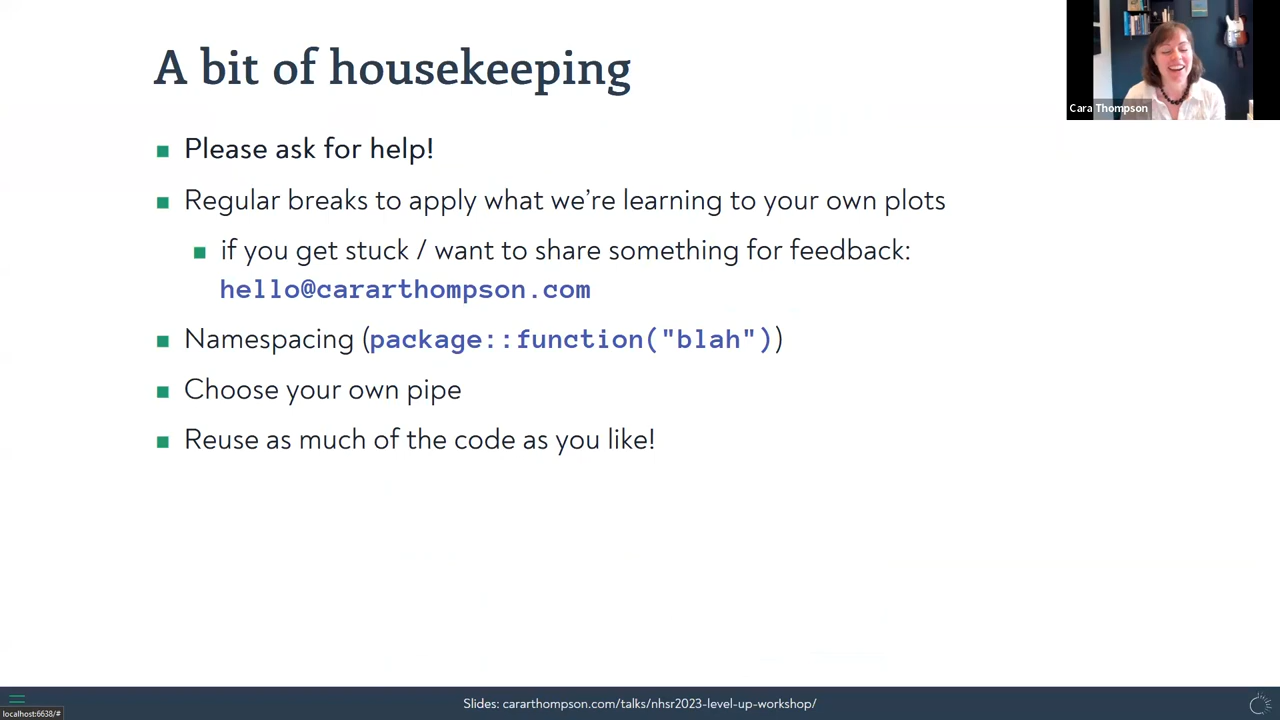 A bit of housekeeping
Cara Thompson
Please ask for help!
Regular breaks to apply what we’re learning to your own plots
if you get stuck / want to share something for feedback:
hello@cararthompson.com
Namespacing (package::function("blah"))
Choose your own pipe
Reuse as much of the code as you like!
Slides: cararthompson.com/talks/nhsr2023-level-up-workshop/
localhost:6638/#